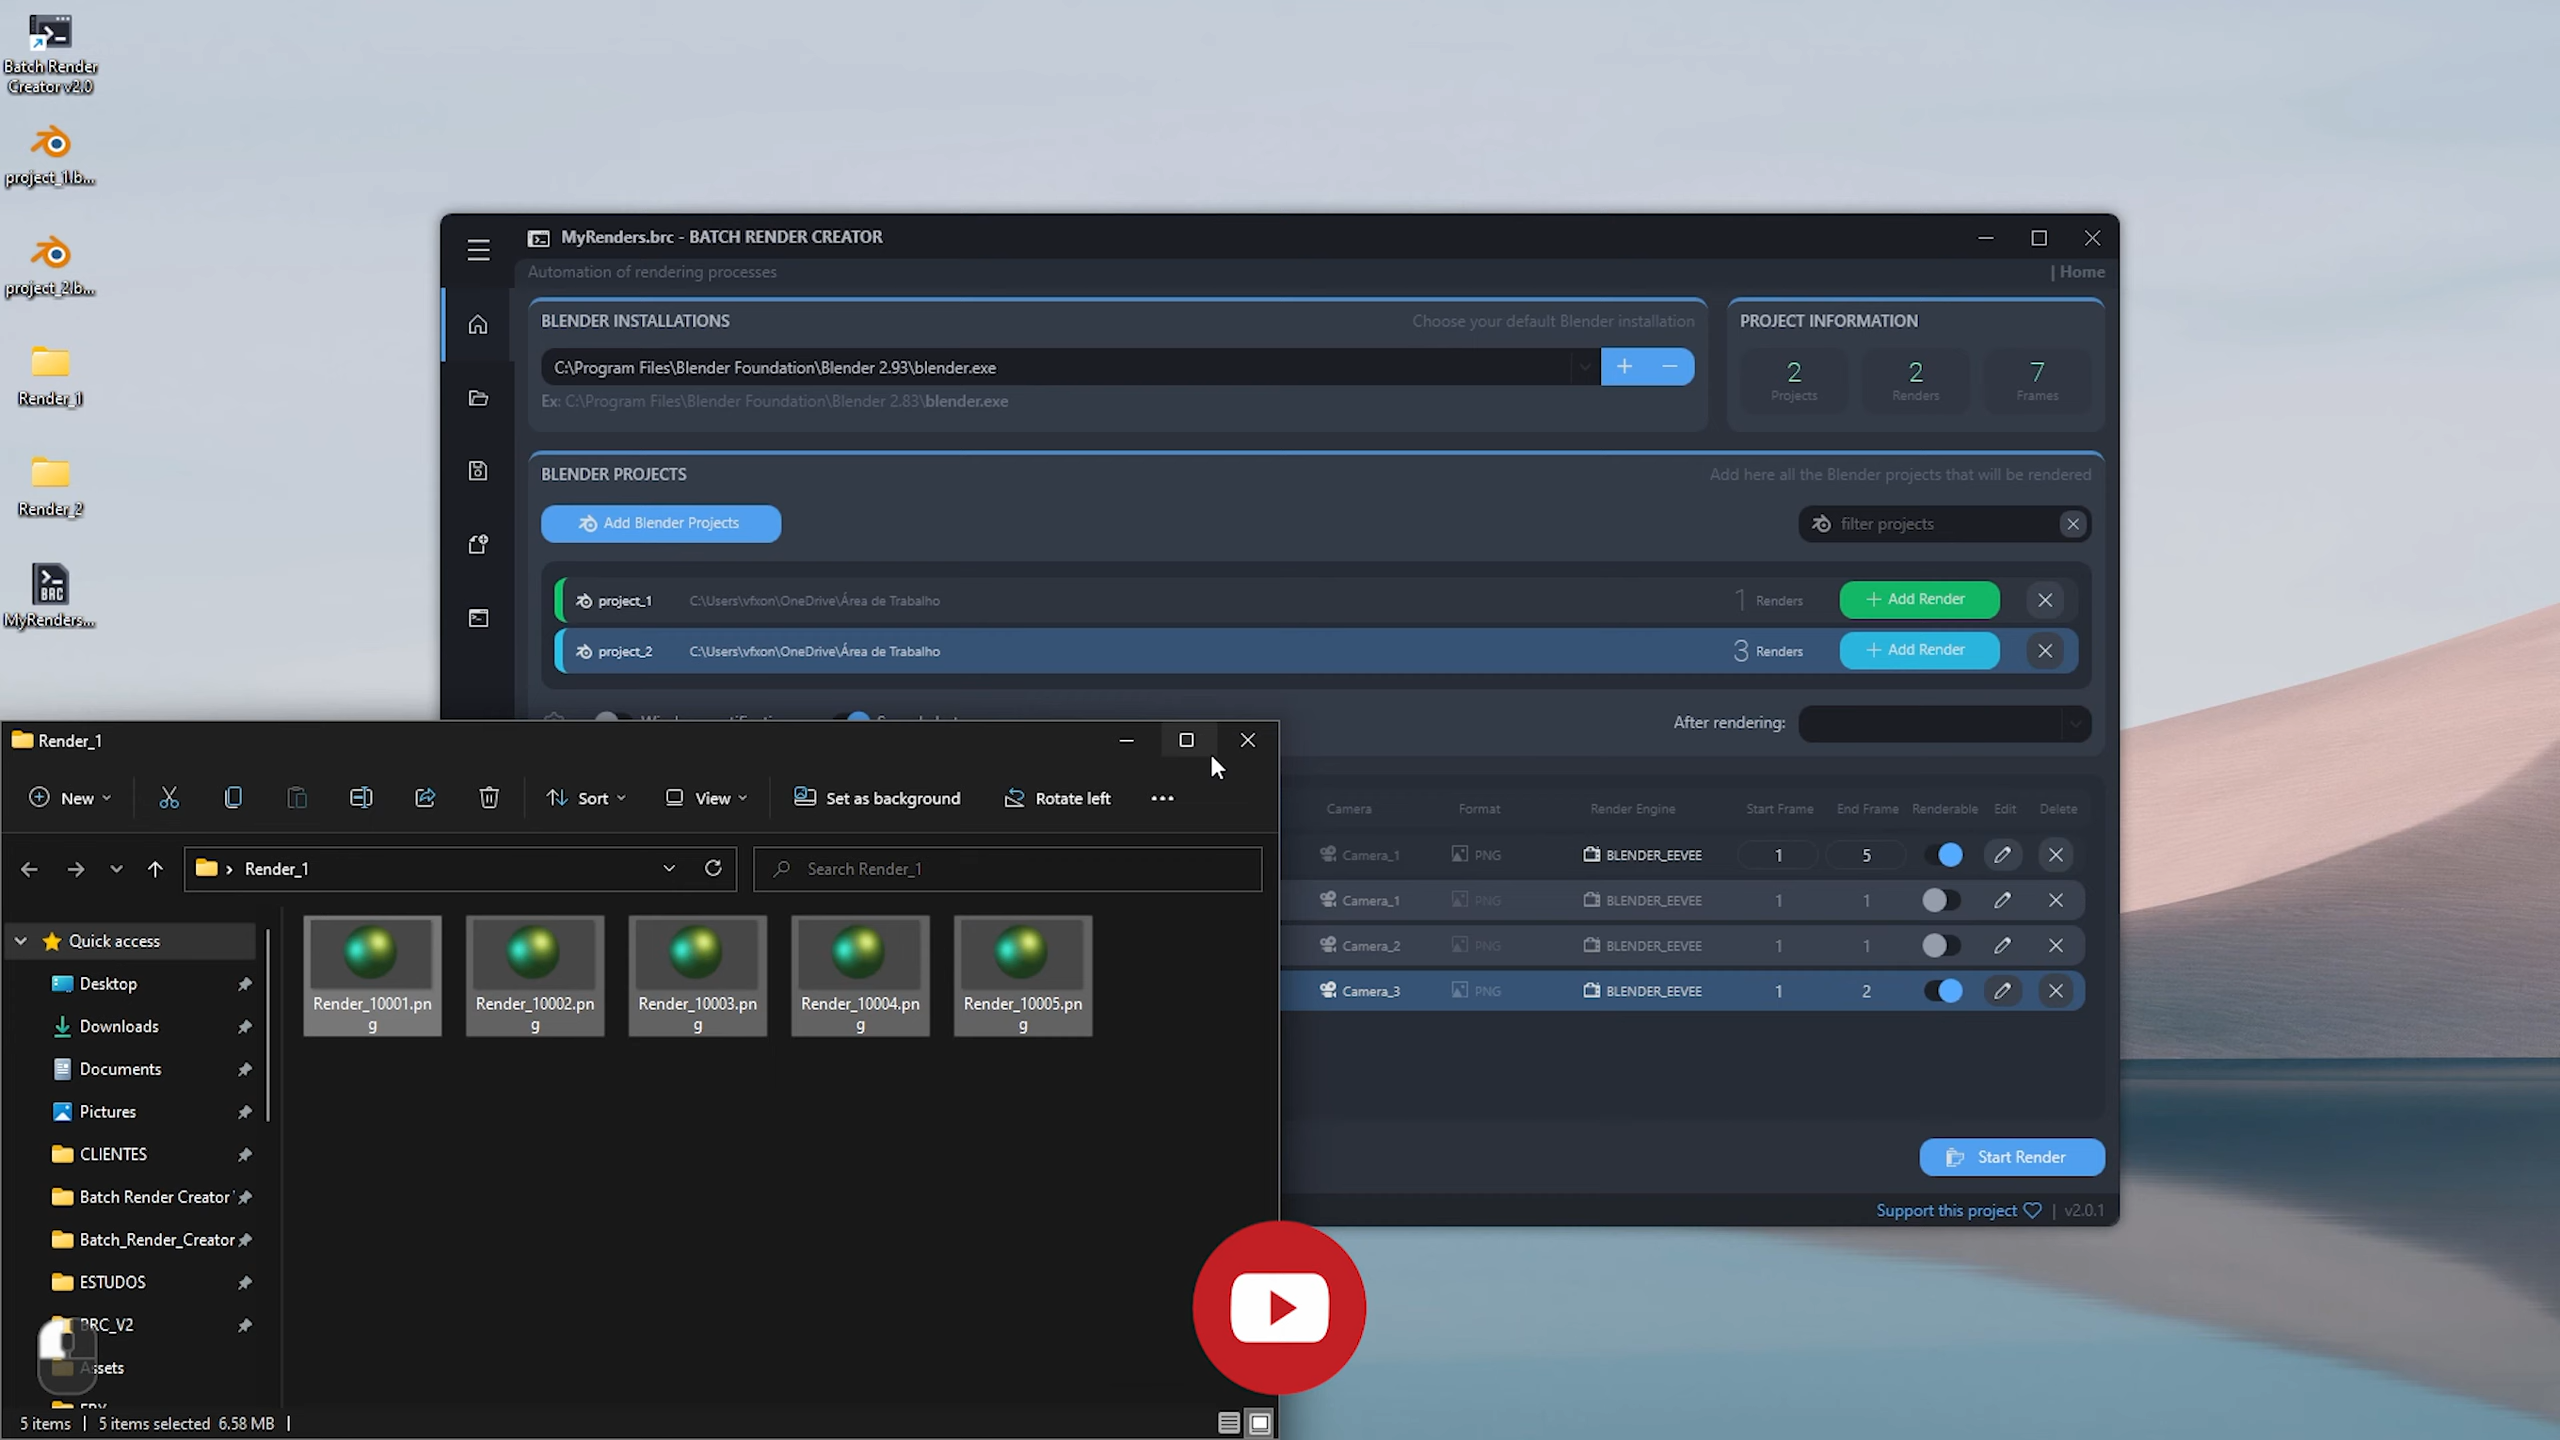 Batch Render
Creator v2.0
project_1.b...
project_2.b...
Render_1
Render_2
BRC
MyRenders...
MyRenders.brc - BATCH RENDER CREATOR
Automation of rendering processes
| Home
BLENDER INSTALLATIONS
Choose your default Blender installation
C:\Program Files\Blender Foundation\Blender 2.93\blender.exe
Ex: C:\Program Files\Blender Foundation\Blender 2.83\blender.exe
PROJECT INFORMATION
2
Projects
2
Renders
7
Frames
BLENDER PROJECTS
Add here all the Blender projects that will be rendered
Add Blender Projects
filter projects
project_1 C:\Users\vfxon\OneDrive\Área de Trabalho 1 Renders + Add Render
project_2 C:\Users\vfxon\OneDrive\Área de Trabalho 3 Renders + Add Render
After rendering:
Camera Format Render Engine Start Frame End Frame Renderable Edit Delete
Camera_1 PNG BLENDER_EEVEE 1 5
Camera_1 PNG BLENDER_EEVEE 1 1
Camera_2 PNG BLENDER_EEVEE 1 1
Camera_3 PNG BLENDER_EEVEE 1 2
Start Render
Support this project | v2.0.1
Render_1
New
Sort
View
Set as background
Rotate left
Render_1
Search Render_1
Quick access
Desktop
Downloads
Documents
Pictures
CLIENTES
Batch Render Creator
Batch_Render_Creator
ESTUDOS
BRC_V2
Assets
Render_10001.pn
g
Render_10002.pn
g
Render_10003.pn
g
Render_10004.pn
g
Render_10005.pn
g
5 items | 5 items selected 6.58 MB |